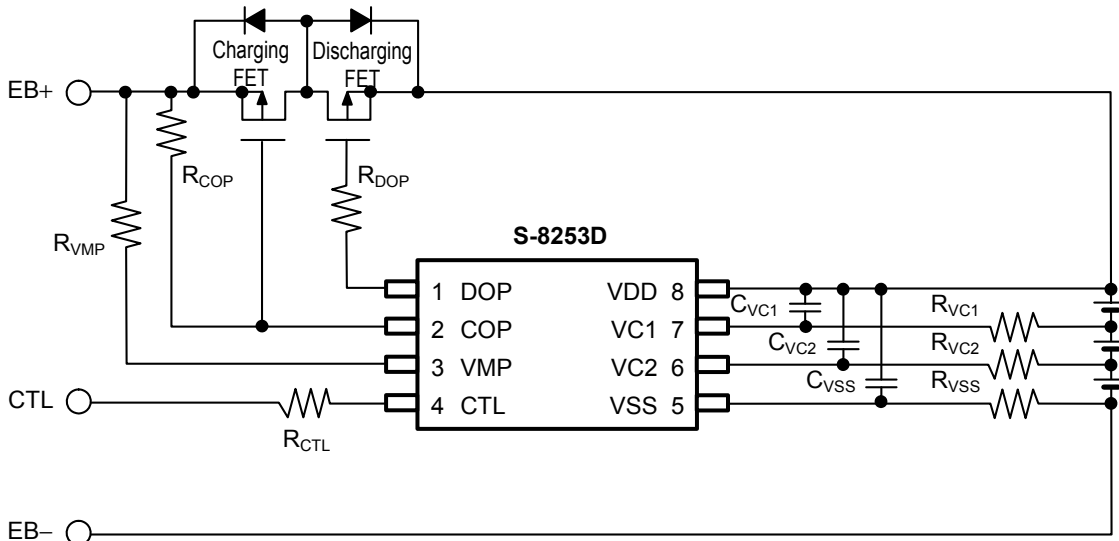 Charging Discharging
FET FET
EB+
R_COP
R_DOP
R_VMP
S-8253D
1 DOP VDD 8
2 COP VC1 7
3 VMP VC2 6
4 CTL VSS 5
C_VC1
R_VC1
C_VC2
R_VC2
C_VSS
R_VSS
CTL
R_CTL
EB−